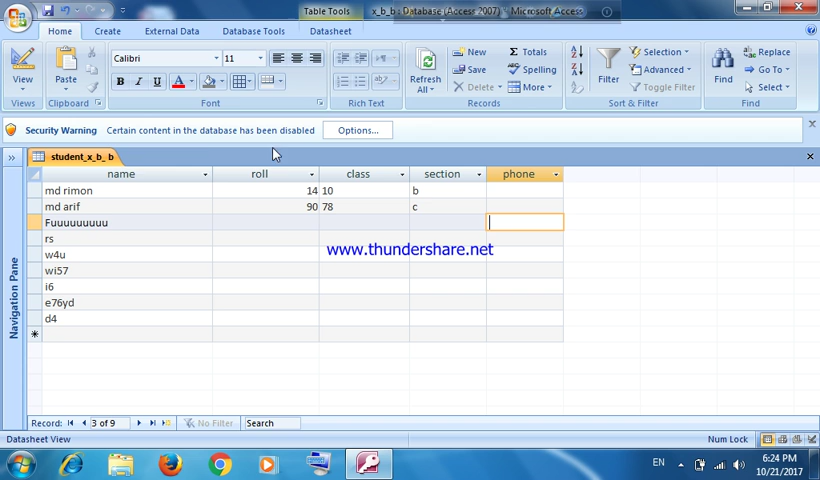 Table Tools
x_b_b : Database (Access 2007) - Microsoft Access
Home Create External Data Database Tools Datasheet
View
Views
Paste
Clipboard
Calibri 11
B I U A
Font
Rich Text
Refresh All
New
Save
Delete
Totals
Spelling
More
Records
Filter
Selection
Advanced
Toggle Filter
Sort & Filter
Find
Replace
Go To
Select
Find
Security Warning Certain content in the database has been disabled Options...
student_x_b_ b
name roll class section phone
md rimon 14 10 b
md arif 90 78 c
Fuuuuuuuuu
rs
w4u
wi57
i6
e76yd
d4
www.thundershare.net
Navigation Pane
Record: 3 of 9 No Filter Search
Datasheet View Num Lock
EN 6:24 PM
10/21/2017